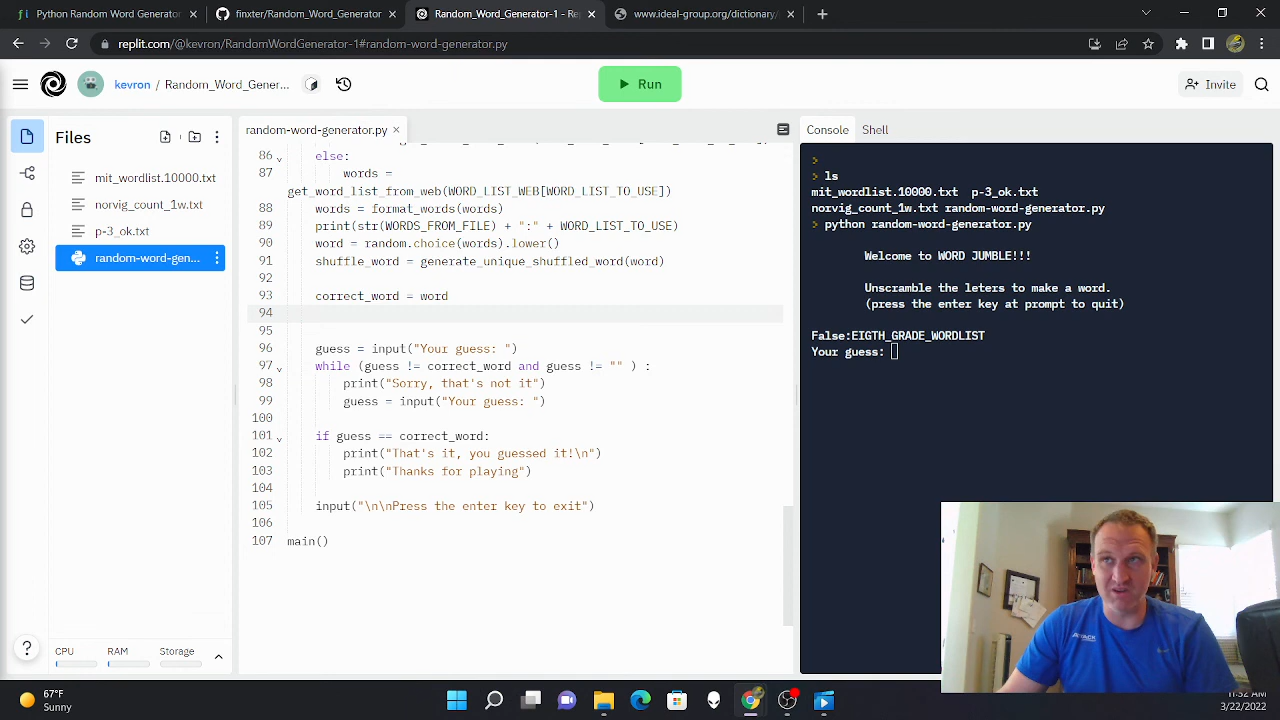 Python Word Generator
finxter/Random_Word_Generator
Random_Word_Generator-1 - Re
www.ideal-group.org/dictionary/
replit.com/@kevron/RandomWordGenerator-1#random-word-generator.py
kevron / Random_Word_Gener...
Run
Invite
Files
mit_wordlist.10000.txt
norvig_count_1w.txt
p-3_ok.txt
random-word-gen...
CPU RAM Storage
random-word-generator.py
86 else:
87 words =
get_word_list_from_web(WORD_LIST_WEB[WORD_LIST_TO_USE])
88 words = format_words(words)
89 print(str(WORDS_FROM_FILE) + ":" + WORD_LIST_TO_USE)
90 word = random.choice(words).lower()
91 shuffle_word = generate_unique_shuffled_word(word)
92
93 correct_word = word
94
95
96 guess = input("Your guess: ")
97 while (guess != correct_word and guess != "" ) :
98 print("Sorry, that's not it")
99 guess = input("Your guess: ")
100
101 if guess == correct_word:
102 print("That's it, you guessed it!\n")
103 print("Thanks for playing")
104
105 input("\n\nPress the enter key to exit")
106
107 main()
Console Shell
>
> ls
mit_wordlist.10000.txt p-3_ok.txt
norvig_count_1w.txt random-word-generator.py
> python random-word-generator.py
Welcome to WORD JUMBLE!!!
Unscramble the letters to make a word.
(press the enter key at prompt to quit)
False:EIGTH_GRADE_WORDLIST
Your guess:
67°F
Sunny
11:32 AM
3/22/2022